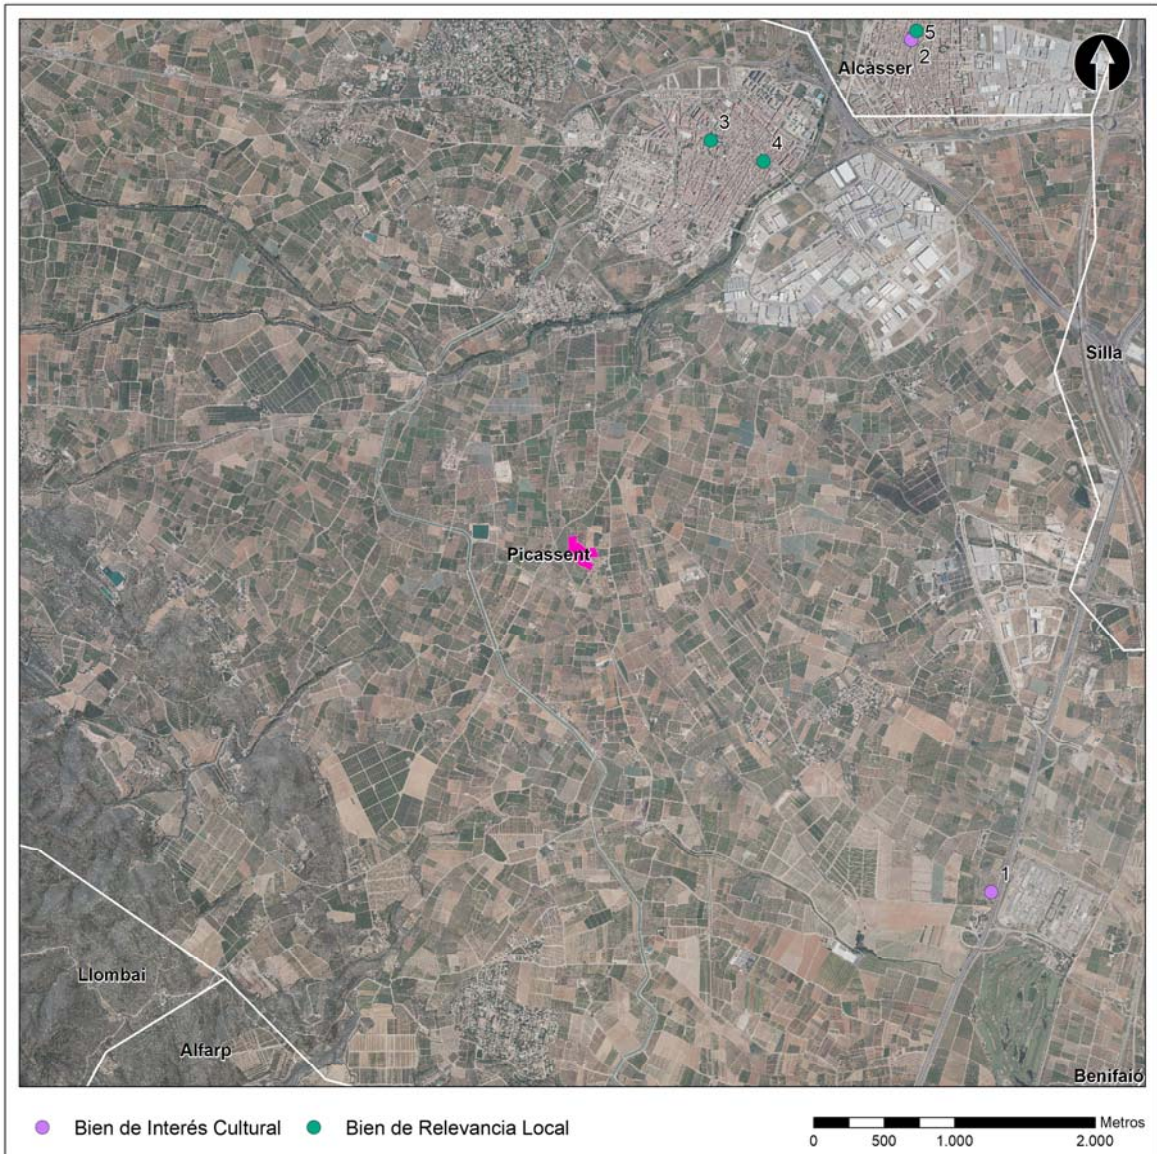 5
2
Alcàsser
3
4
Silla
Picassent
1
Llombai
Alfarp
Benifaió
Bien de Interés Cultural
Bien de Relevancia Local
Metros
0 500 1.000 2.000